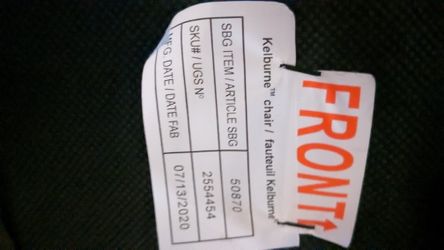 Kelburne™ chair / fauteuil Kelburne
SBG ITEM / ARTICLE SBG 50870
SKU# / UGS Nº 2554454
MFG. DATE / DATE FAB 07/13/2020
FRONT↑